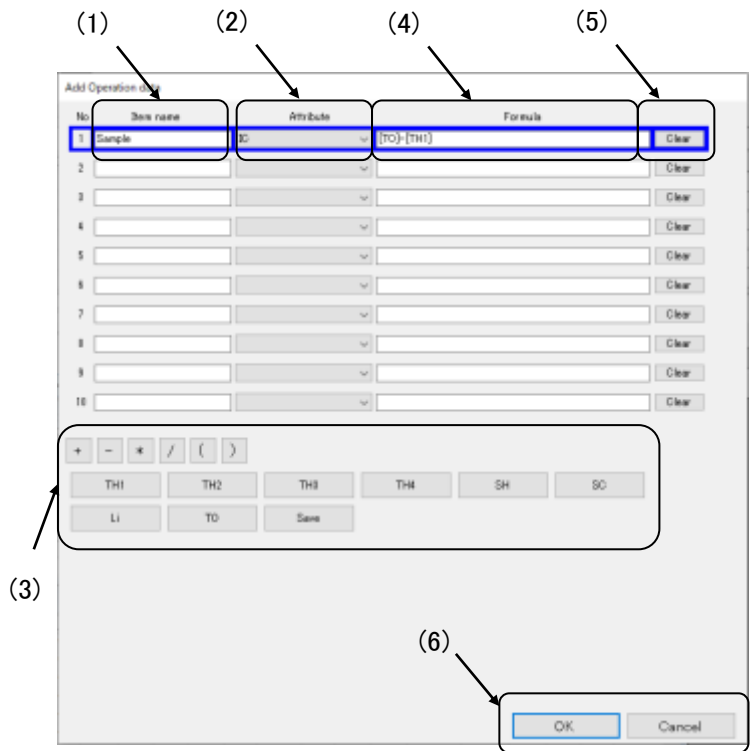 (1) (2) (4) (5)
Add Operation data
No Item name Attribute Formula
1 Sample IC [TO]-[TH1] Clear
2 Clear
3 Clear
4 Clear
5 Clear
6 Clear
7 Clear
8 Clear
9 Clear
10 Clear
+ - * / ( )
TH1 TH2 TH3 TH4 SH SC
Li TO Save
(3)
(6)
OK Cancel